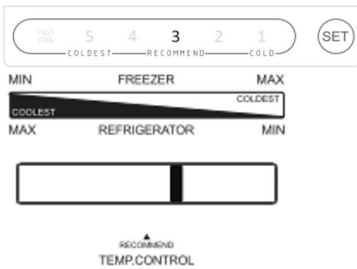 FAST
COOL
5 4 3 2 1
SET
COLDEST RECOMMEND COLD
MIN FREEZER MAX
COLDEST
COOLEST
MAX REFRIGERATOR MIN
RECOMMEND
TEMP.CONTROL